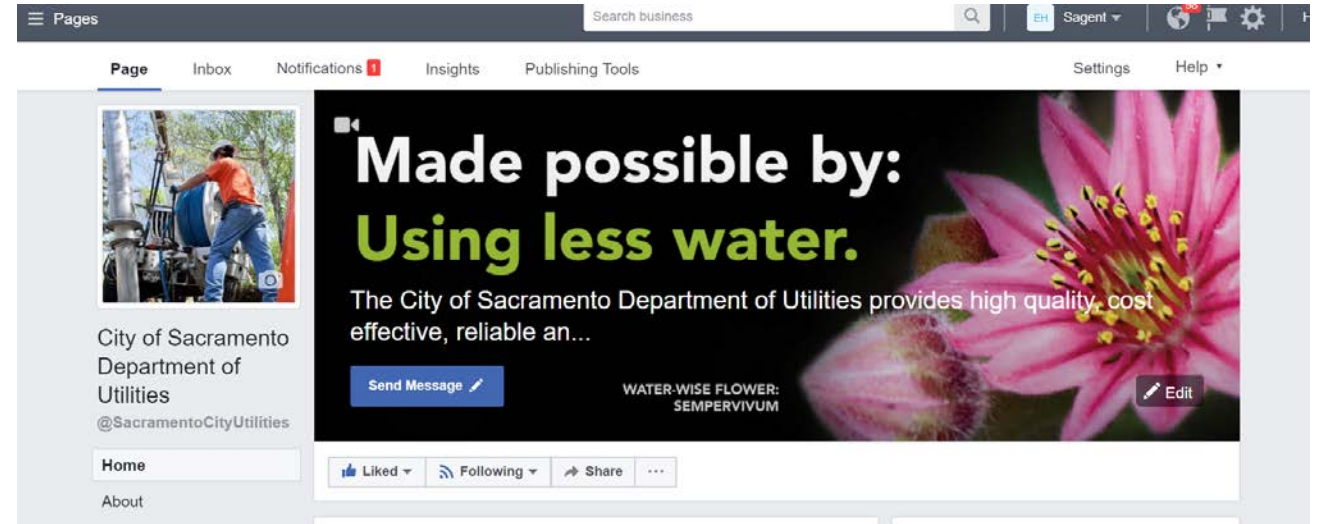 Pages
Search business
EH Sagent
Page Inbox Notifications 1 Insights Publishing Tools Settings Help
Made possible by:
Using less water.
The City of Sacramento Department of Utilities provides high quality, cost
effective, reliable an...
Send Message
WATER-WISE FLOWER:
SEMPERVIVUM
Edit
City of Sacramento
Department of
Utilities
@SacramentoCityUtilities
Home
About
Liked Following Share ...